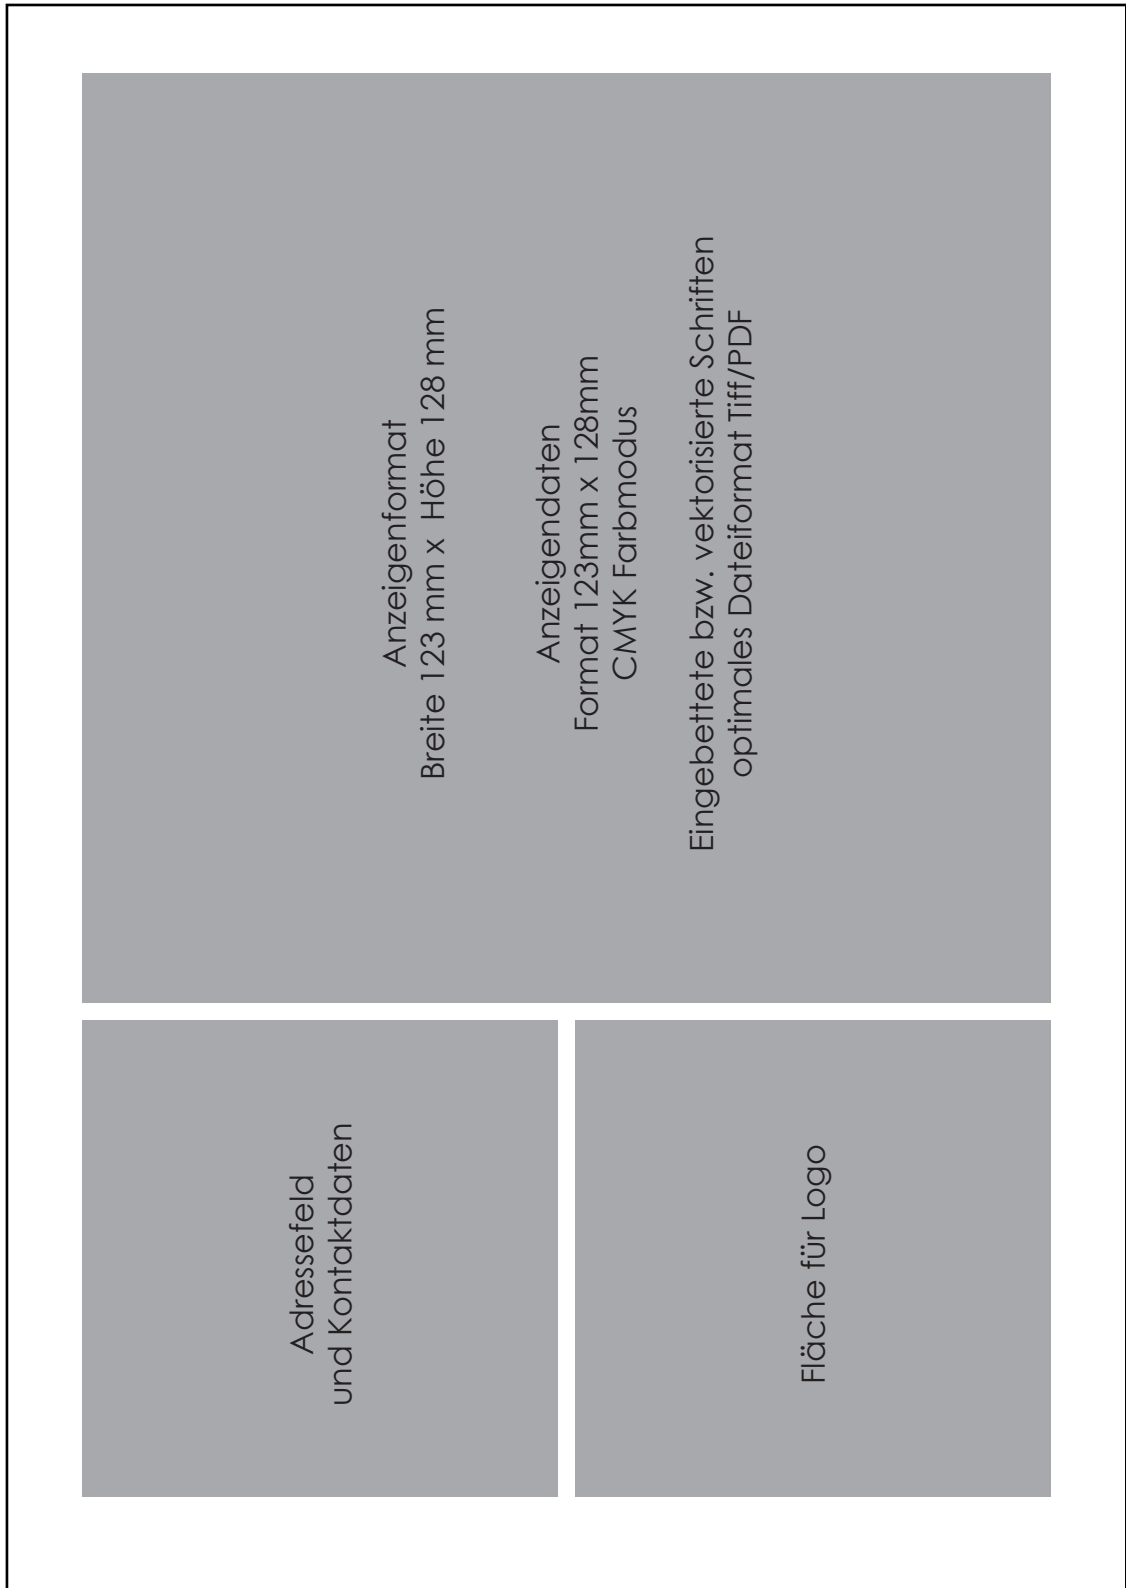 Anzeigenformat
Breite 123 mm x  Höhe 128 mm
Anzeigendaten
Format 123mm x 128mm
CMYK Farbmodus
Eingebettete bzw. vektorisierte Schriften
optimales Dateiformat Tiff/PDF
Adressefeld
und Kontaktdaten
Fläche für Logo